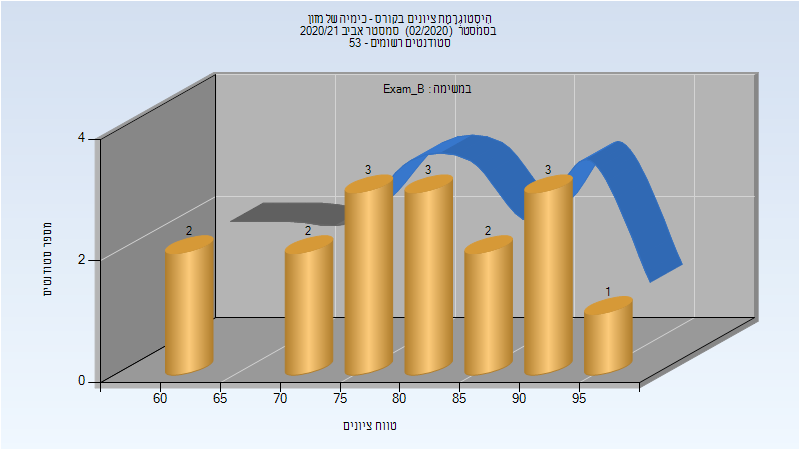 היסטוגרמת ציונים בקורס - כימיה של מזון
בסמסטר (02/2020) סמסטר אביב 2020/21
סטודנטים רשומים - 53
במשימה : Exam_B
מספר סטודנטים
4
2
0
2
2
3
3
2
3
1
60 65 70 75 80 85 90 95
טווח ציונים